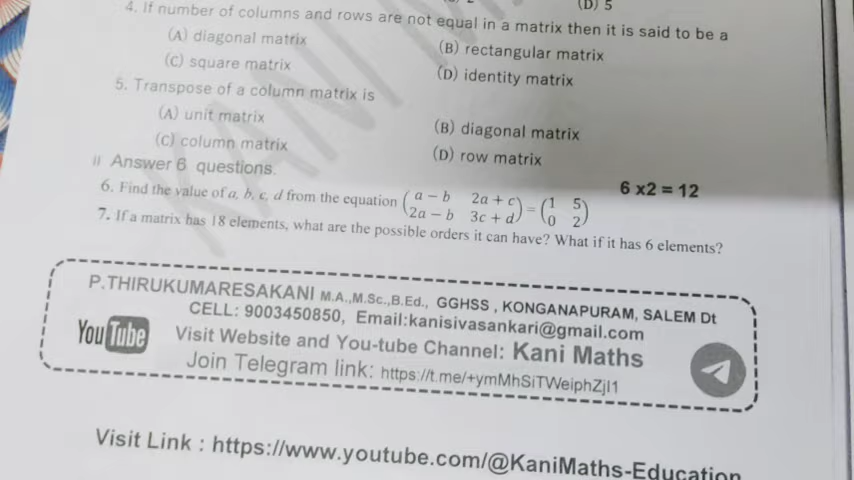 (D) 5
4. If number of columns and rows are not equal in a matrix then it is said to be a
(A) diagonal matrix (B) rectangular matrix
(C) square matrix (D) identity matrix
5. Transpose of a column matrix is
(A) unit matrix (B) diagonal matrix
(C) column matrix (D) row matrix
II Answer 6 questions. 6 x2 = 12
6. Find the value of a, b, c, d from the equation (a − b 2a + c
2a − b 3c + d) = (1 5
0 2)
7. If a matrix has 18 elements, what are the possible orders it can have? What if it has 6 elements?
P.THIRUKUMARESAKANI M.A.,M.Sc.,B.Ed., GGHSS , KONGANAPURAM, SALEM Dt
CELL: 9003450850, Email:kanisivasankari@gmail.com
YouTube Visit Website and You-tube Channel: Kani Maths
Join Telegram link: https://t.me/+ymMhSiTWeiphZjI1
Visit Link : https://www.youtube.com/@KaniMaths-Education